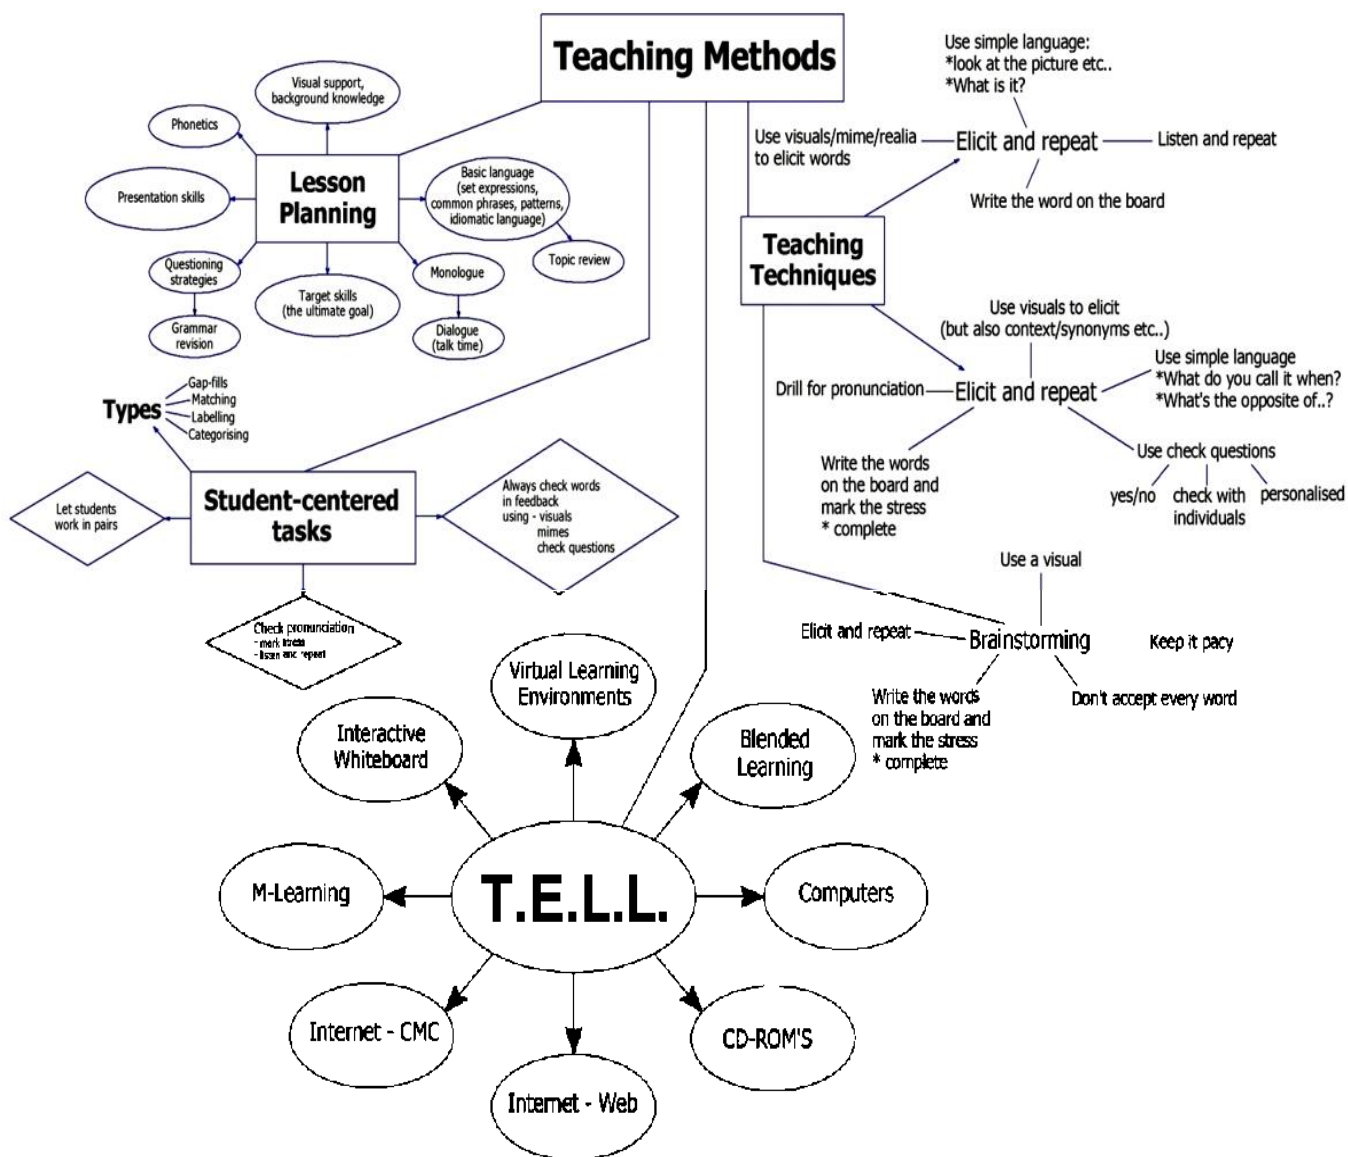 Teaching Methods
Visual support,
background knowledge
Phonetics
Lesson
Planning
Presentation skills
Basic language
(set expressions,
common phrases, patterns,
idiomatic language)
Topic review
Questioning
strategies
Grammar
revision
Target skills
(the ultimate goal)
Monologue
Dialogue
(talk time)
Use simple language:
*look at the picture etc..
*What is it?
Use visuals/mime/realia
to elicit words
Elicit and repeat
Listen and repeat
Write the word on the board
Teaching
Techniques
Use visuals to elicit
(but also context/synonyms etc..)
Drill for pronunciation
Elicit and repeat
Use simple language
*What do you call it when?
*What's the opposite of..?
Write the words
on the board and
mark the stress
* complete
Use check questions
yes/no
check with
individuals
personalised
Use a visual
Elicit and repeat
Brainstorming
Keep it pacy
Write the words
on the board and
mark the stress
* complete
Don't accept every word
Types
Gap-fills
Matching
Labelling
Categorising
Student-centered
tasks
Let students
work in pairs
Always check words
in feedback
using - visuals
mimes
check questions
Check pronunciation
- mark stress
- listen and repeat
Virtual Learning
Environments
Interactive
Whiteboard
Blended
Learning
M-Learning
T.E.L.L.
Computers
Internet - CMC
CD-ROM'S
Internet - Web